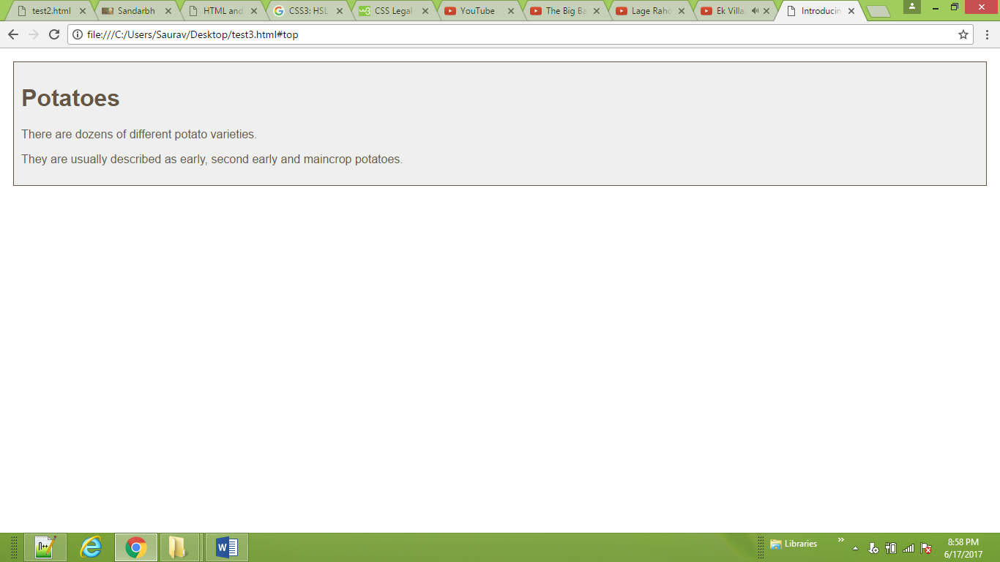 test2.html
Sandarbh
HTML and
CSS3: HSL
CSS Legal
YouTube
The Big Ba
Lage Raho
Ek Villa
Introducin
file:///C:/Users/Saurav/Desktop/test3.html#top
Potatoes
There are dozens of different potato varieties.
They are usually described as early, second early and maincrop potatoes.
Libraries
8:58 PM
6/17/2017